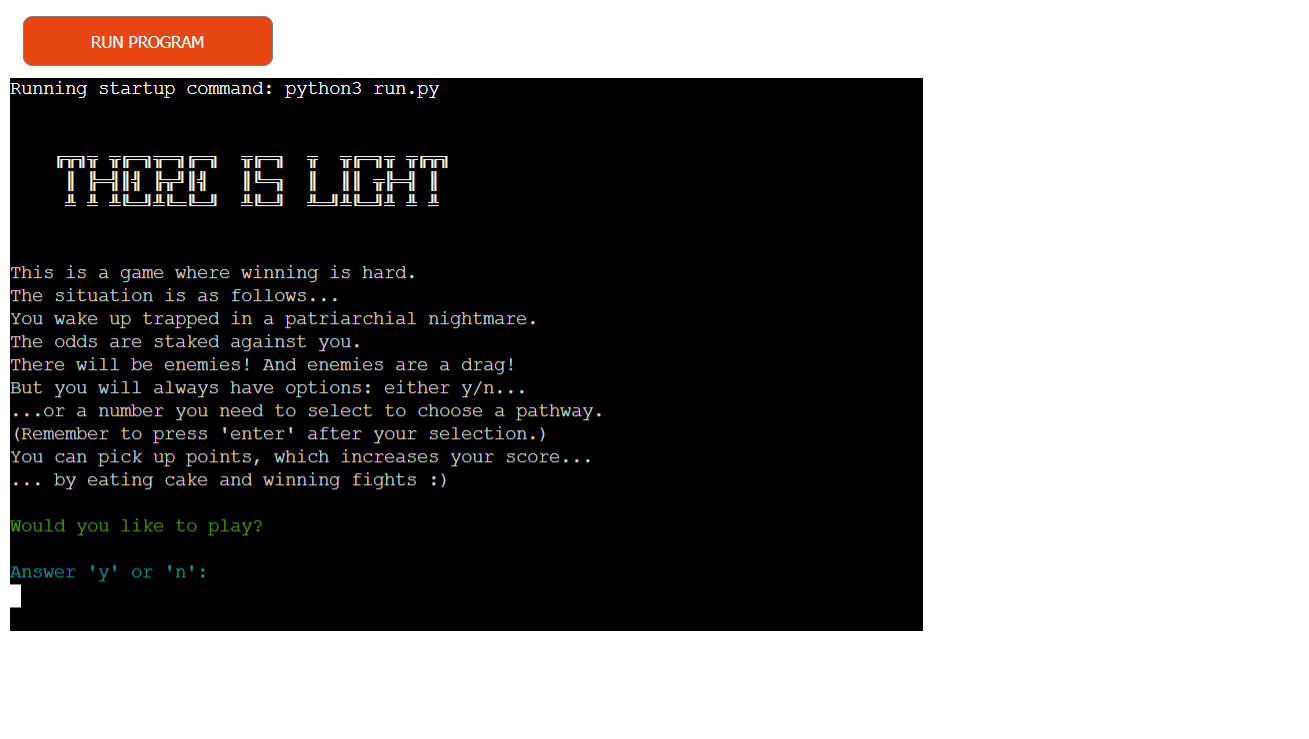 RUN PROGRAM
Running startup command: python3 run.py
THERE IS LIGHT
This is a game where winning is hard.
The situation is as follows...
You wake up trapped in a patriarchial nightmare.
The odds are staked against you.
There will be enemies! And enemies are a drag!
But you will always have options: either y/n...
...or a number you need to select to choose a pathway.
(Remember to press 'enter' after your selection.)
You can pick up points, which increases your score...
... by eating cake and winning fights :)
Would you like to play?
Answer 'y' or 'n':